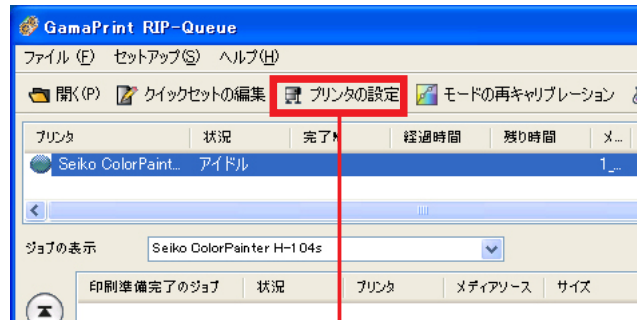 GamaPrint RIP-Queue
ファイル (F) セットアップ(S) ヘルプ(H)
開く(P) クイックセットの編集 プリンタの設定 モードの再キャリブレーション
プリンタ 状況 完了 経過時間 残り時間 メ...
Seiko ColorPaint... アイドル 1_...
ジョブの表示 Seiko ColorPainter H-104s
印刷準備完了のジョブ 状況 プリンタ メディアソース サイズ